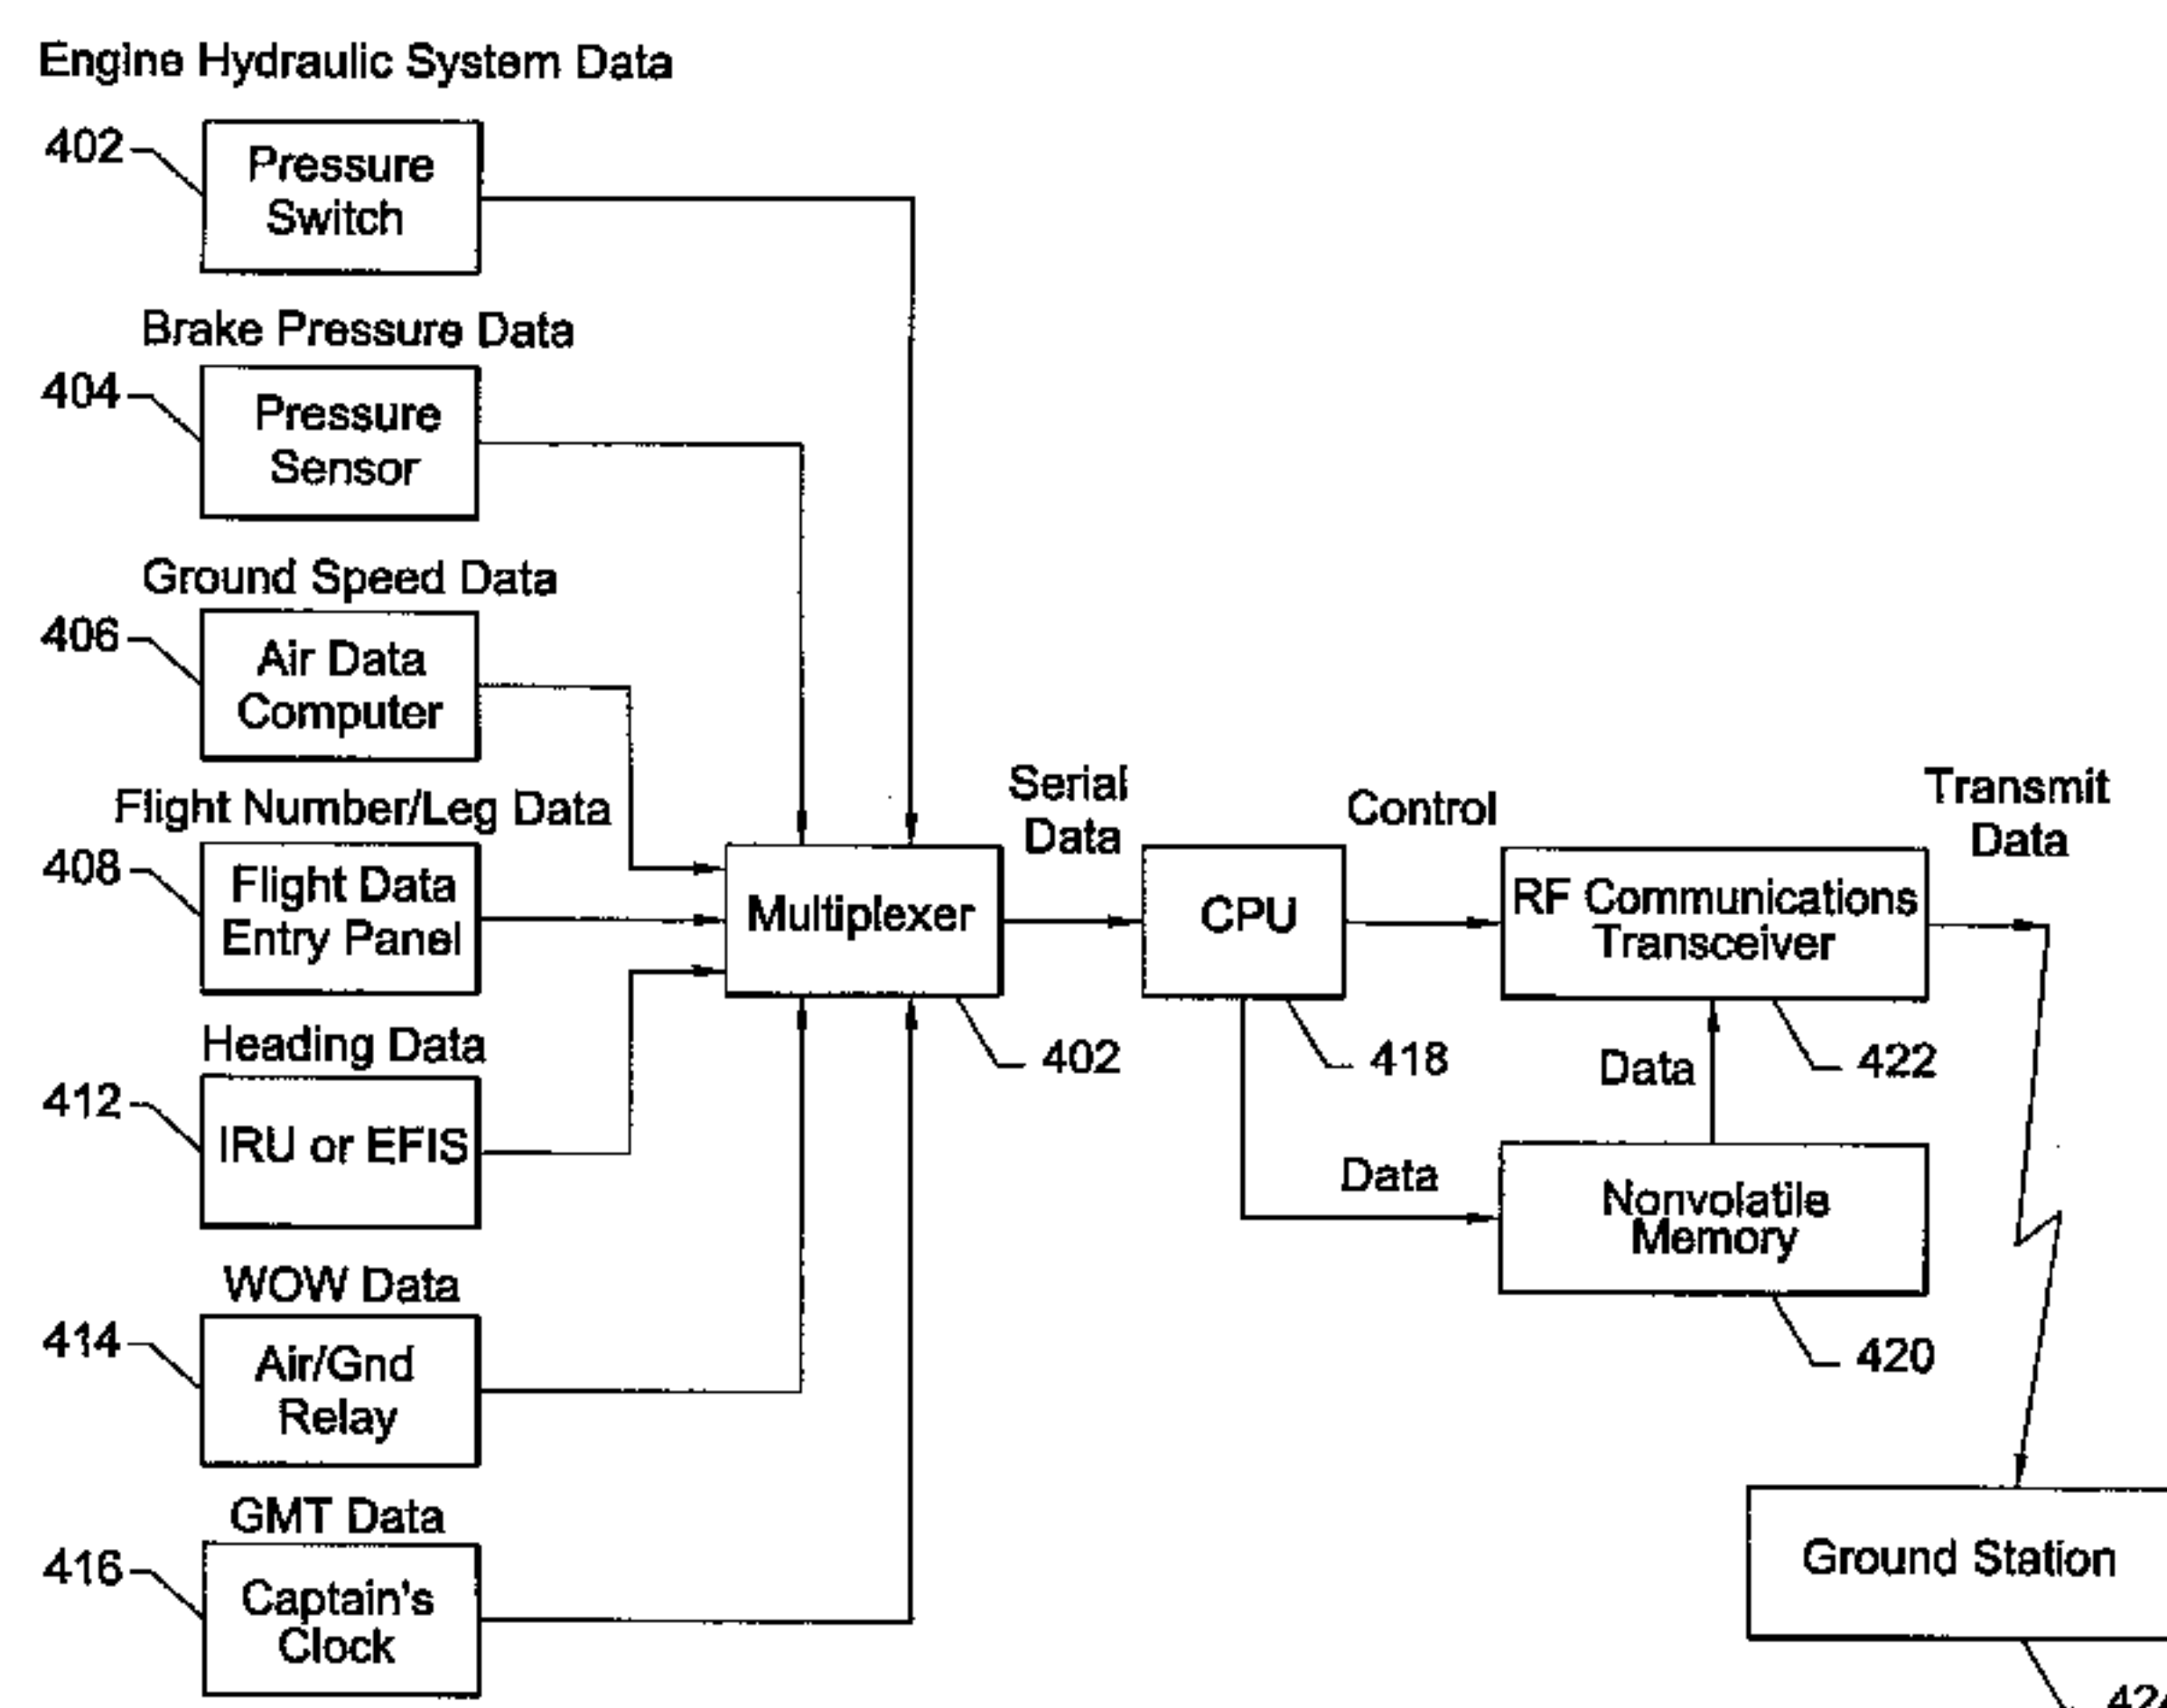 Engine Hydraulic System Data
402
Pressure
Switch
Brake Pressure Data
404
Pressure
Sensor
Ground Speed Data
406
Air Data
Computer
Flight Number/Leg Data
408
Flight Data
Entry Panel
Heading Data
412
IRU or EFIS
WOW Data
414
Air/Gnd
Relay
GMT Data
416
Captain's
Clock
Multiplexer
402
Serial
Data
CPU
418
Control
RF Communications
Transceiver
422
Data
Data
Nonvolatile
Memory
420
Transmit
Data
Ground Station